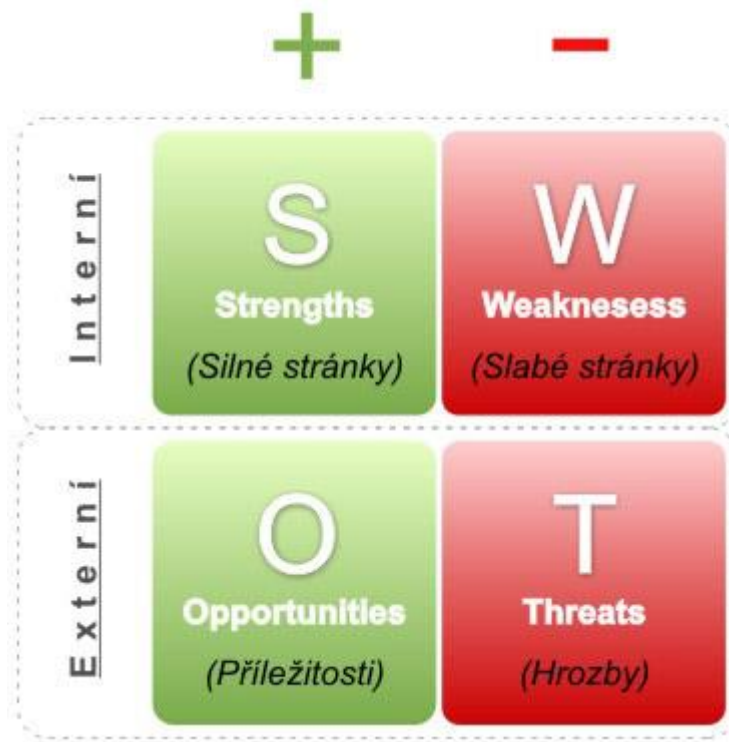 + −
Interní
S
Strengths
(Silné stránky)
W
Weaknesess
(Slabé stránky)
Externí
O
Opportunities
(Příležitosti)
T
Threats
(Hrozby)